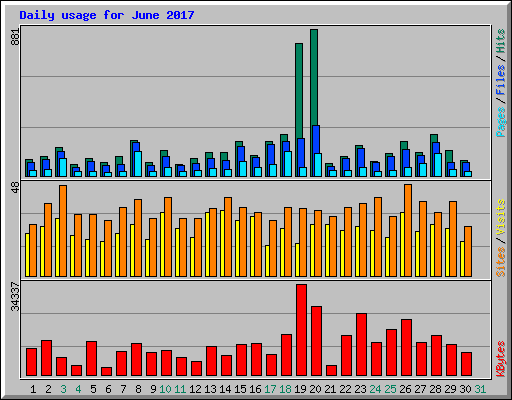 Daily usage for June 2017
881
Pages / Files / Hits
48
Sites / Visits
34337
KBytes
1 2 3 4 5 6 7 8 9 10 11 12 13 14 15 16 17 18 19 20 21 22 23 24 25 26 27 28 29 30 31